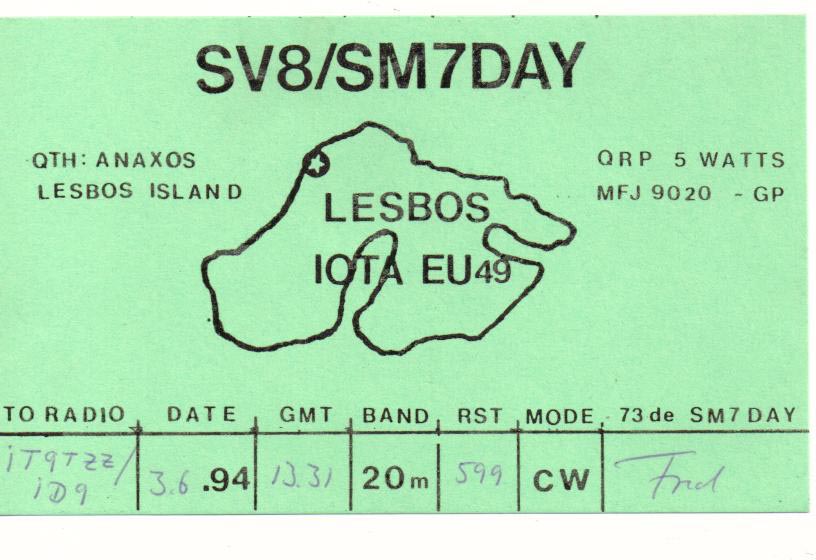 SV8/SM7DAY
QTH: ANAXOS
LESBOS ISLAND
QRP 5 WATTS
MFJ 9020 - GP
LESBOS
IOTA EU49
TO RADIO DATE GMT BAND RST MODE 73 de SM7DAY
iT9TZZ/ 3.6 .94 13.31 20m 599 CW Fred
iD9